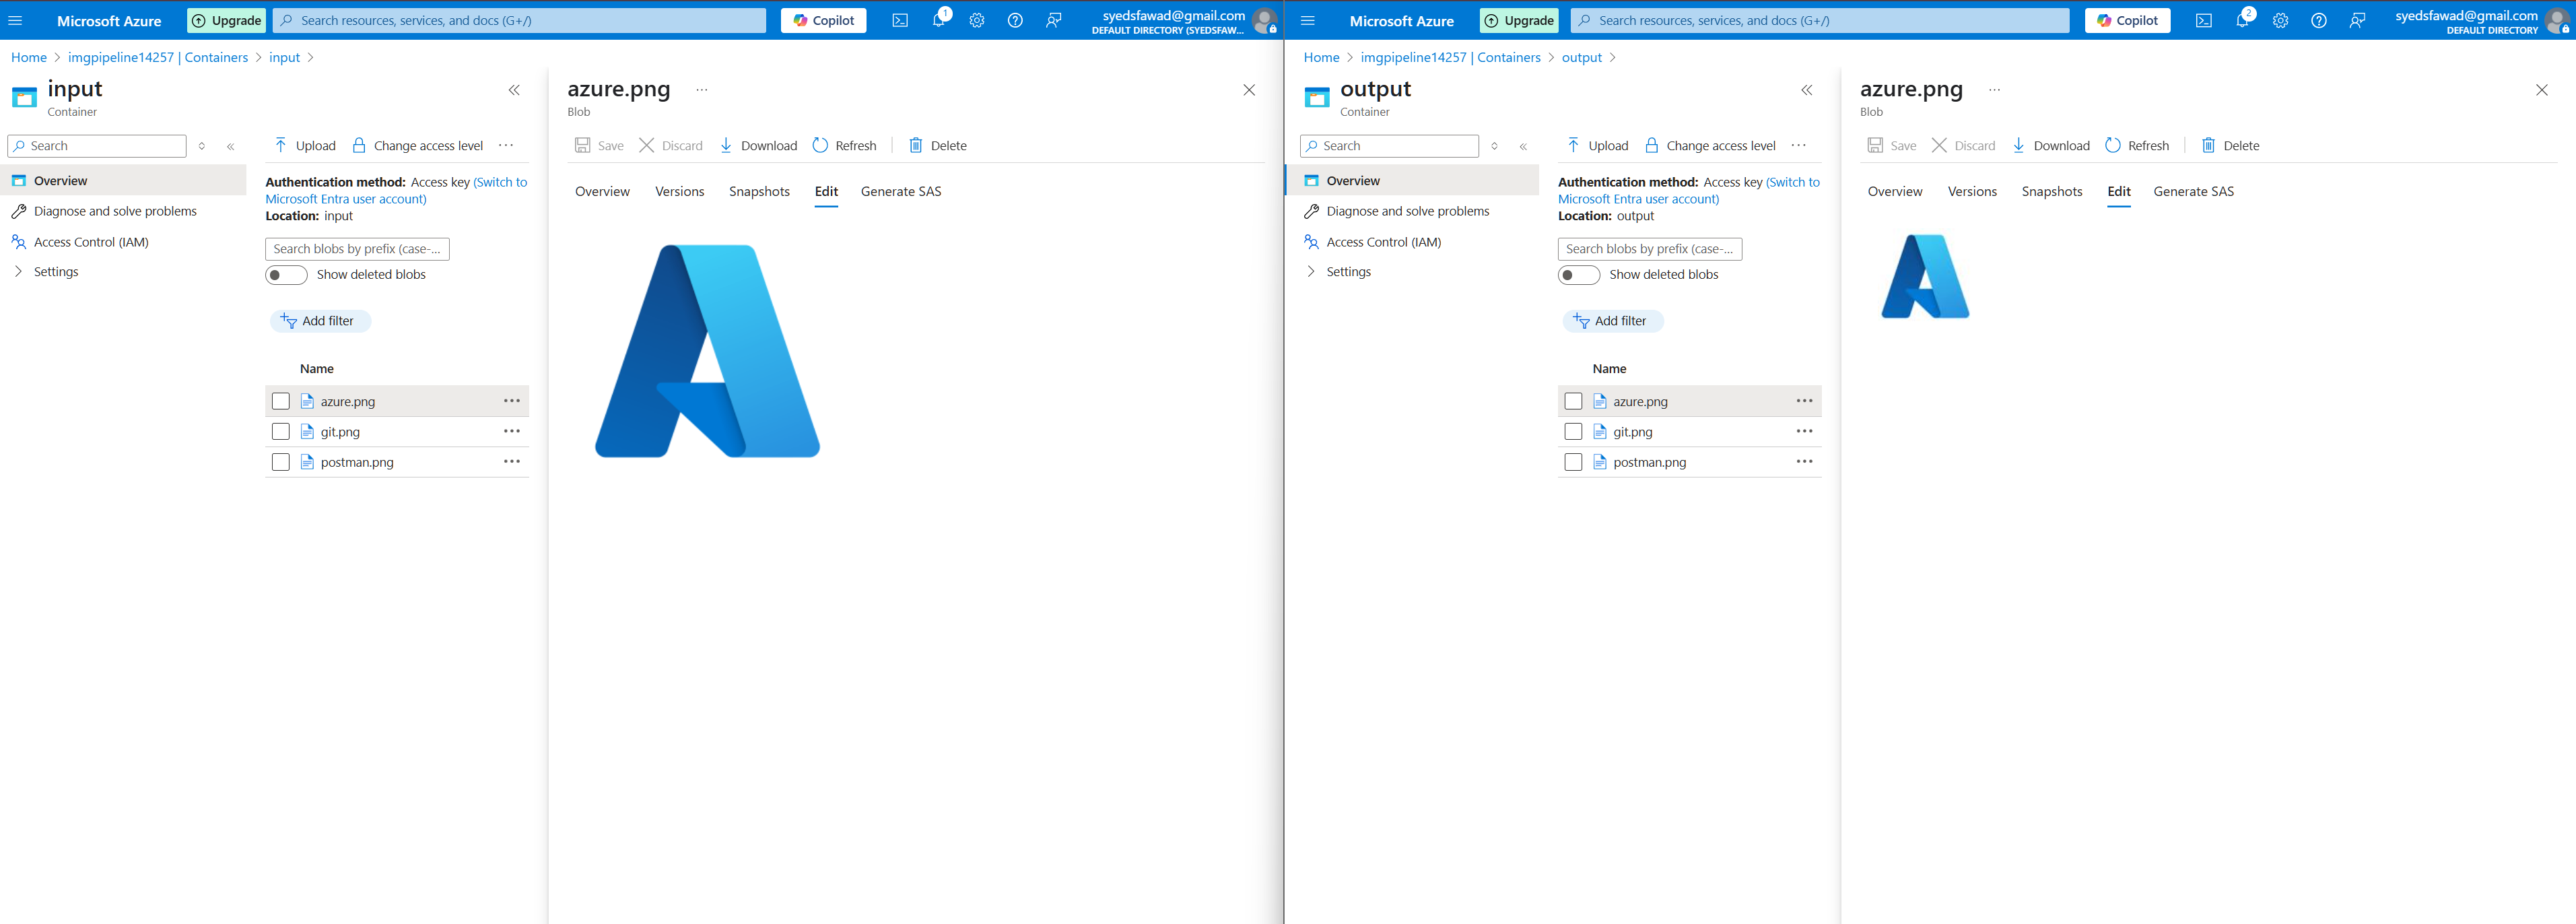 Microsoft Azure
Upgrade
Search resources, services, and docs (G+/)
Copilot
1
syedsfawad@gmail.com
DEFAULT DIRECTORY (SYEDSFAW...
Home > imgpipeline14257 | Containers > input >
input
Container
Search
Overview
Diagnose and solve problems
Access Control (IAM)
Settings
Upload
Change access level
Authentication method: Access key (Switch to
Microsoft Entra user account)
Location: input
Search blobs by prefix (case-...
Show deleted blobs
Add filter
Name
azure.png
git.png
postman.png
azure.png
Blob
Save Discard Download Refresh Delete
Overview Versions Snapshots Edit Generate SAS
Microsoft Azure
Upgrade
Search resources, services, and docs (G+/)
Copilot
2
syedsfawad@gmail.com
DEFAULT DIRECTORY
Home > imgpipeline14257 | Containers > output >
output
Container
Search
Overview
Diagnose and solve problems
Access Control (IAM)
Settings
Upload
Change access level
Authentication method: Access key (Switch to
Microsoft Entra user account)
Location: output
Search blobs by prefix (case-...
Show deleted blobs
Add filter
Name
azure.png
git.png
postman.png
azure.png
Blob
Save Discard Download Refresh Delete
Overview Versions Snapshots Edit Generate SAS